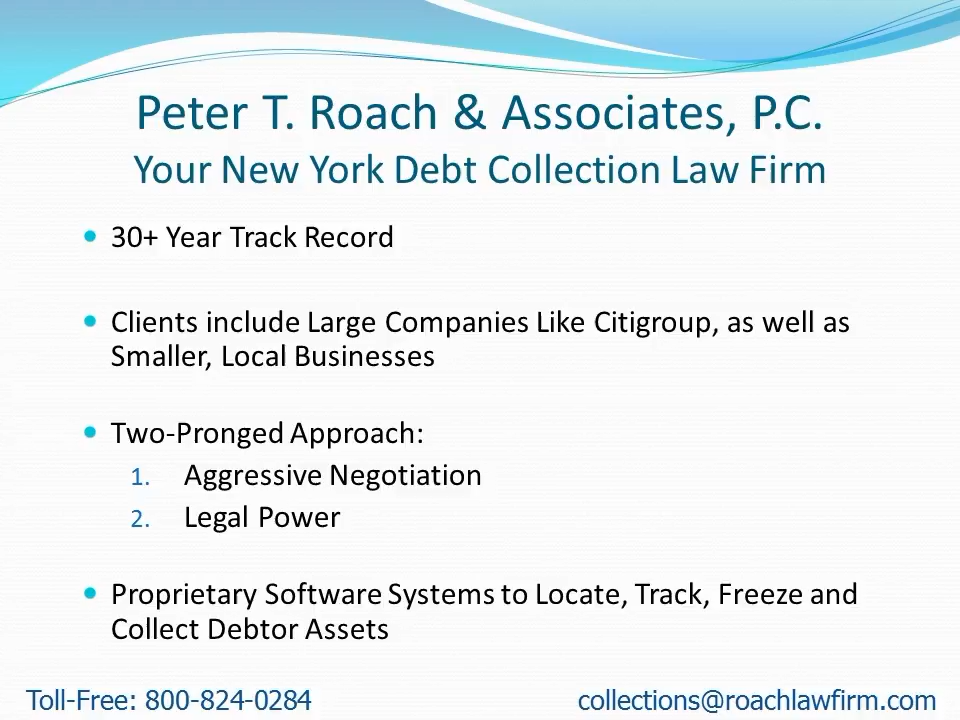 Peter T. Roach & Associates, P.C.
Your New York Debt Collection Law Firm
• 30+ Year Track Record
• Clients include Large Companies Like Citigroup, as well as
Smaller, Local Businesses
• Two-Pronged Approach:
1. Aggressive Negotiation
2. Legal Power
• Proprietary Software Systems to Locate, Track, Freeze and
Collect Debtor Assets
Toll-Free: 800-824-0284
collections@roachlawfirm.com